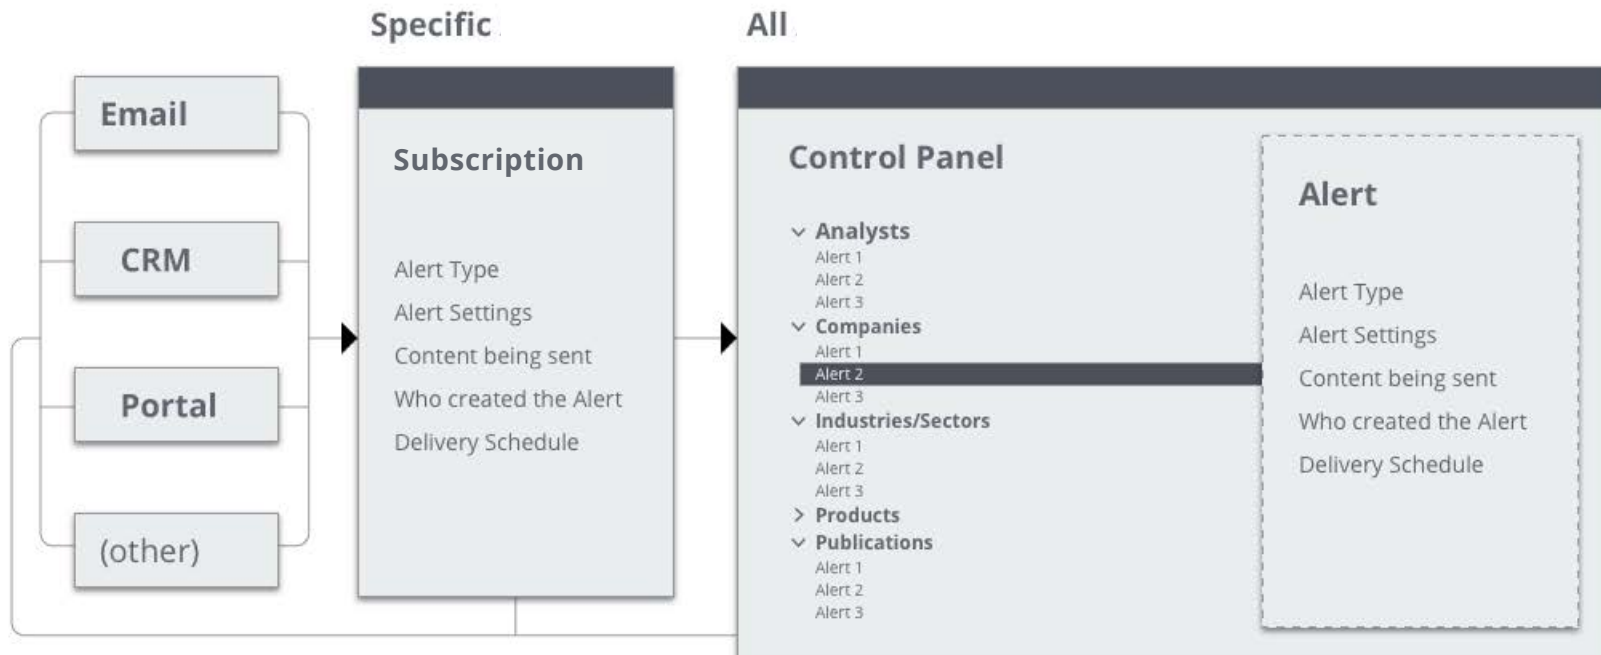 Specific
All
Email
CRM
Portal
(other)
Subscription
Alert Type
Alert Settings
Content being sent
Who created the Alert
Delivery Schedule
Control Panel
Analysts
Alert 1
Alert 2
Alert 3
Companies
Alert 1
Alert 2
Alert 3
Industries/Sectors
Alert 1
Alert 2
Alert 3
Products
Publications
Alert 1
Alert 2
Alert 3
Alert
Alert Type
Alert Settings
Content being sent
Who created the Alert
Delivery Schedule